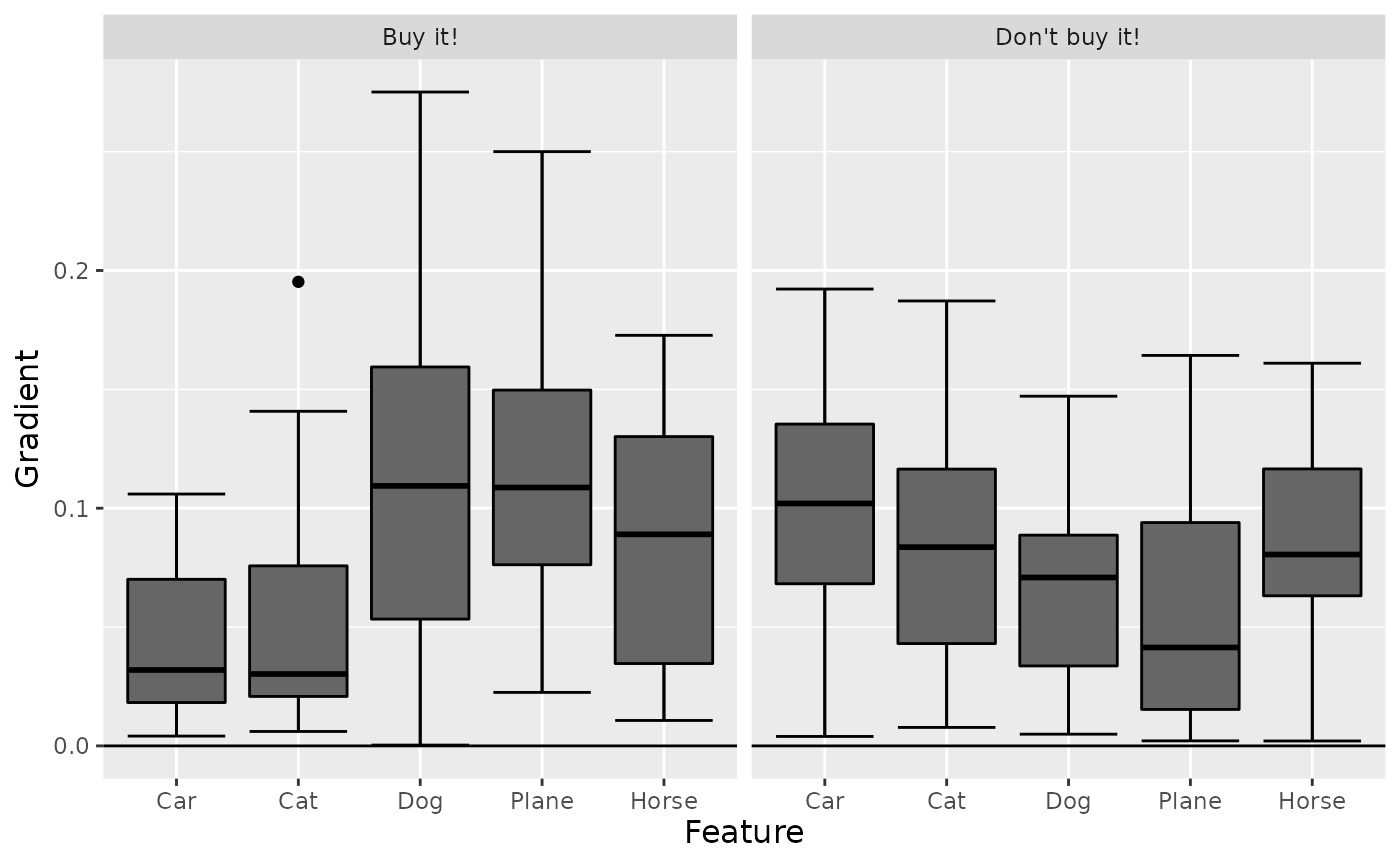 Buy it!
Don't buy it!
Gradient
0.2
0.1
0.0
Car Cat Dog Plane Horse
Car Cat Dog Plane Horse
Feature